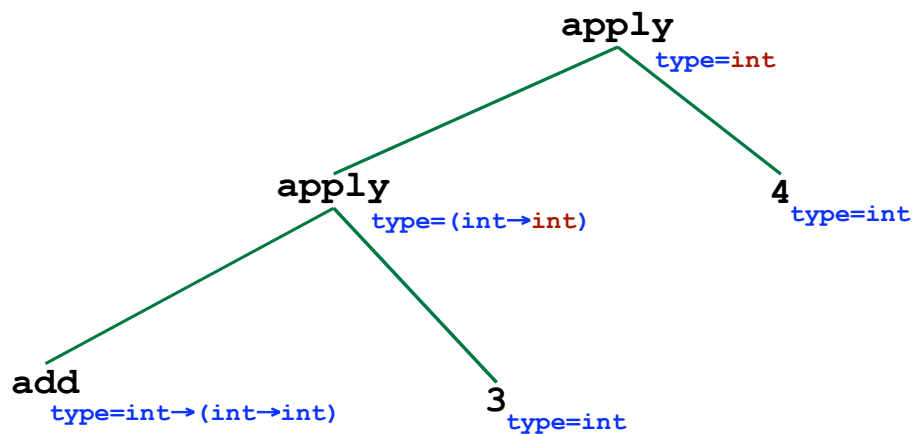 apply
type=int
apply
type=(int→int)
4
type=int
add
type=int→(int→int)
3
type=int